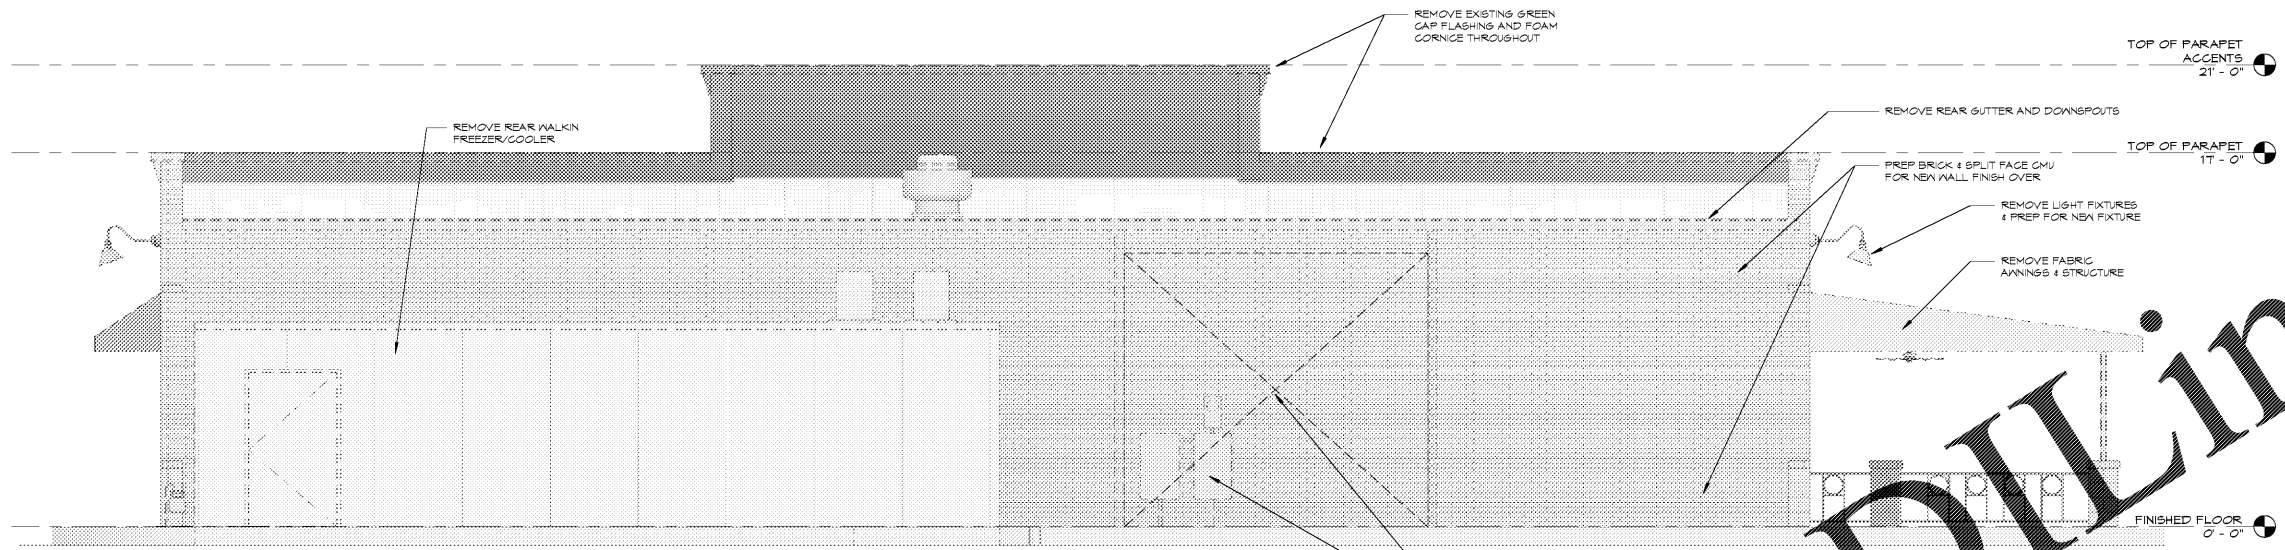 REMOVE EXISTING GREEN
CAP FLASHING AND FOAM
CORNICE THROUGHOUT
TOP OF PARAPET
ACCENTS
21' - 0"
REMOVE REAR GUTTER AND DOWNSPOUTS
REMOVE REAR WALKIN
FREEZER/COOLER
TOP OF PARAPET
17' - 0"
PREP BRICK & SPLIT FACE CMU
FOR NEW WALL FINISH OVER
REMOVE LIGHT FIXTURES
& PREP FOR NEW FIXTURE
REMOVE FABRIC
AWNINGS & STRUCTURE
FINISHED FLOOR
0' - 0"